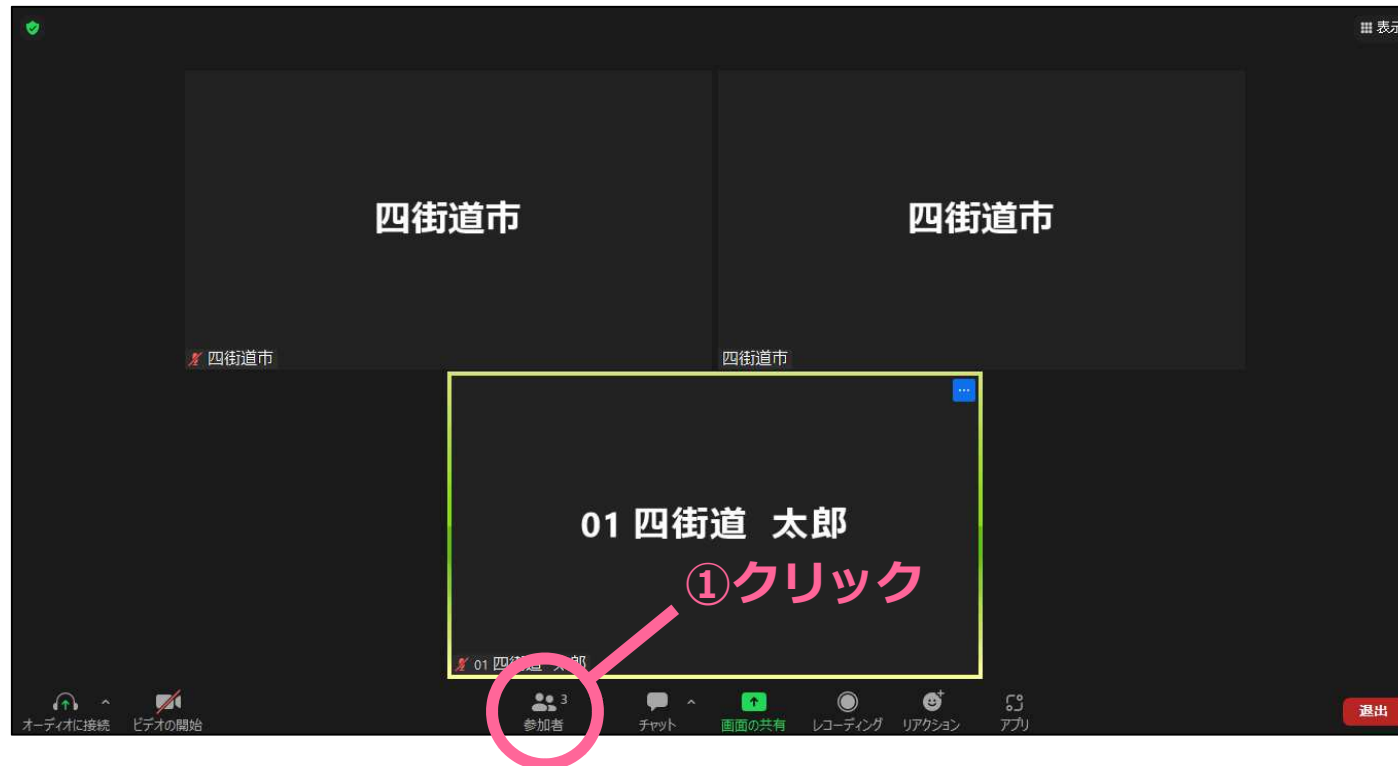 表示
四街道市
四街道市
四街道市
四街道市
01 四街道 太郎
①クリック
01 四街道 太郎
3
オーディオに接続 ビデオの開始 参加者 チャット 画面の共有 レコーディング リアクション アプリ 退出